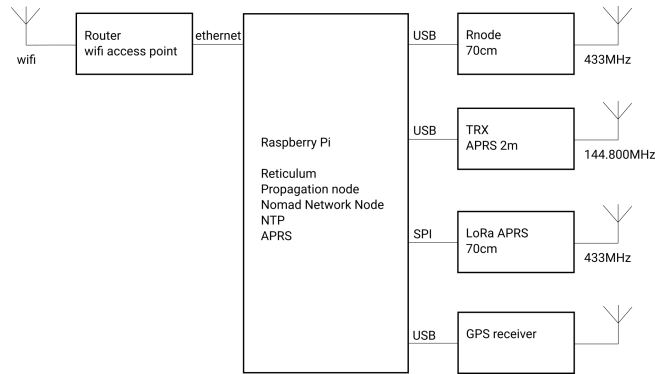 Router
wifi access point
wifi
ethernet
Raspberry Pi
Reticulum
Propagation node
Nomad Network Node
NTP
APRS
USB
Rnode
70cm
433MHz
USB
TRX
APRS 2m
144.800MHz
SPI
LoRa APRS
70cm
433MHz
USB
GPS receiver